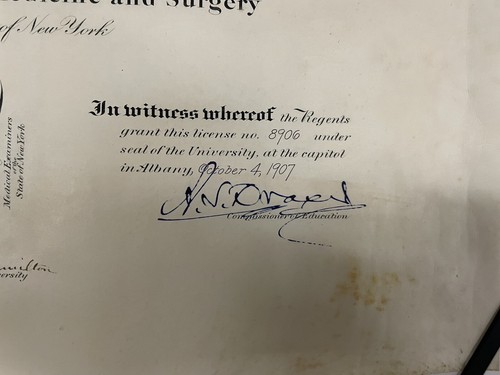 Medicine and Surgery
of New York
Medical Examiners
of the
State of New York
In witness whereof the Regents
grant this license no. 8906 under
seal of the University, at the capitol
in Albany, October 4, 1907
A. S. Draper
Commissioner of Education